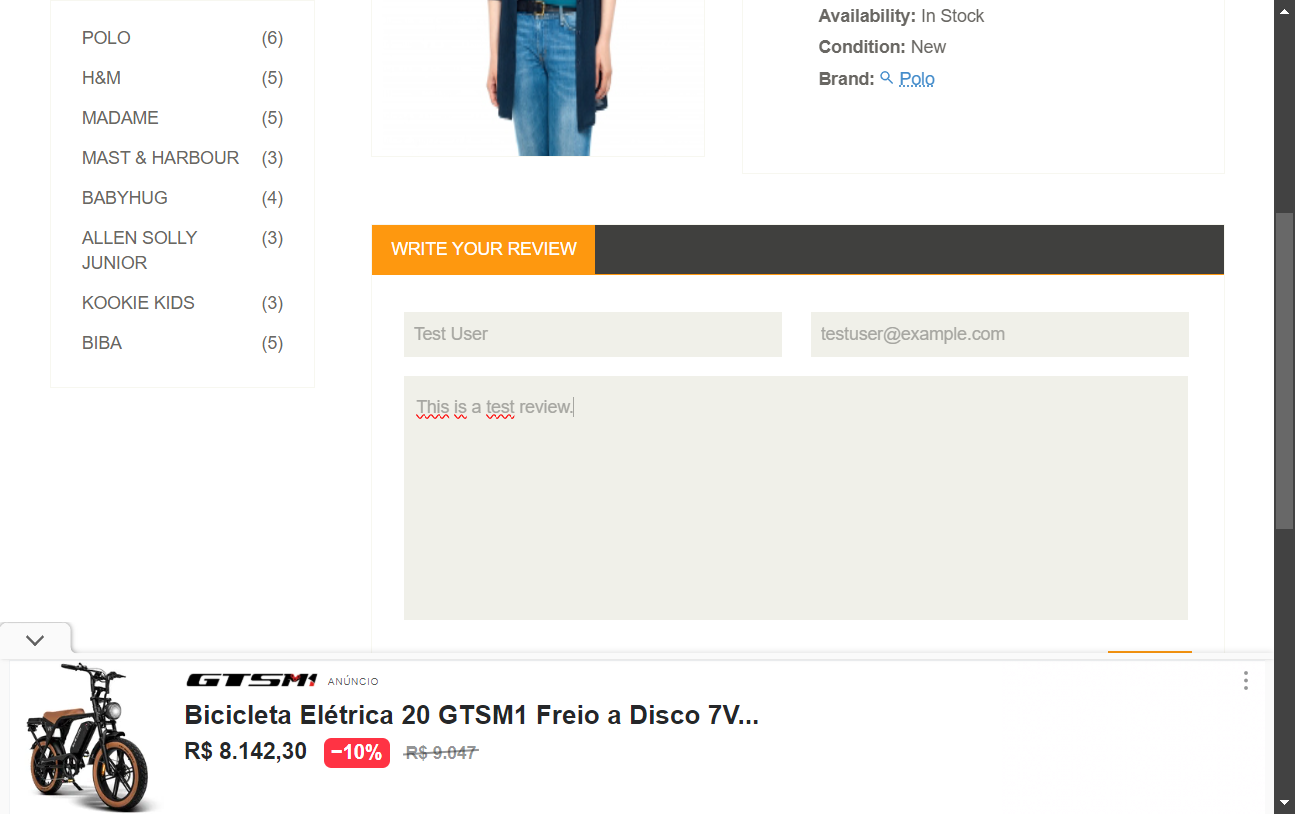 POLO (6)
H&M (5)
MADAME (5)
MAST & HARBOUR (3)
BABYHUG (4)
ALLEN SOLLY (3)
JUNIOR
KOOKIE KIDS (3)
BIBA (5)
Availability: In Stock
Condition: New
Brand: Polo
WRITE YOUR REVIEW
Test User
testuser@example.com
This is a test review.
GTSM1 ANÚNCIO
Bicicleta Elétrica 20 GTSM1 Freio a Disco 7V...
R$ 8.142,30 −10% R$ 9.047